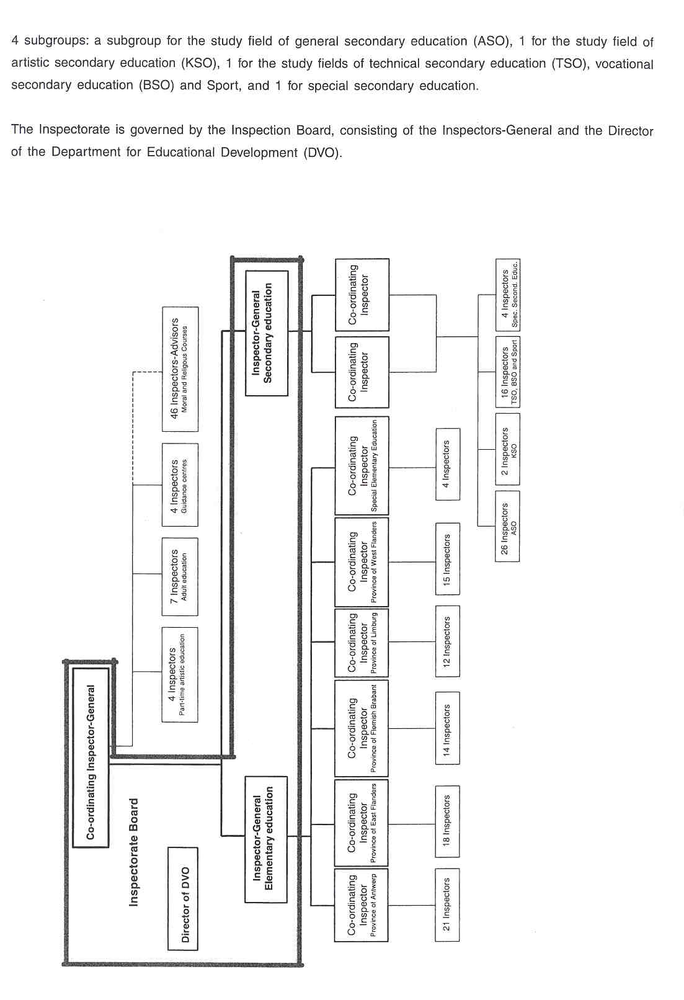 4 subgroups: a subgroup for the study field of general secondary education (ASO), 1 for the study field of
artistic secondary education (KSO), 1 for the study fields of technical secondary education (TSO), vocational
secondary education (BSO) and Sport, and 1 for special secondary education.
The Inspectorate is governed by the Inspection Board, consisting of the Inspectors-General and the Director
of the Department for Educational Development (DVO).
Co-ordinating Inspector-General
Inspectorate Board
Director of DVO
4 Inspectors
Part-time artistic education
7 Inspectors
Adult education
4 Inspectors
Guidance centres
46 Inspectors-Advisors
Moral and Religous Courses
Inspector-General
Elementary education
Inspector-General
Secondary education
Co-ordinating
Inspector
Province of Antwerp
Co-ordinating
Inspector
Province of East Flanders
Co-ordinating
Inspector
Province of Flemish Brabant
Co-ordinating
Inspector
Province of Limburg
Co-ordinating
Inspector
Province of West Flanders
Co-ordinating
Inspector
Special Elementary Education
Co-ordinating
Inspector
Co-ordinating
Inspector
21 Inspectors
18 Inspectors
14 Inspectors
12 Inspectors
15 Inspectors
4 Inspectors
26 Inspectors
ASO
2 Inspectors
KSO
16 Inspectors
TSO, BSO and Sport
4 Inspectors
Spec. Second. Educ.